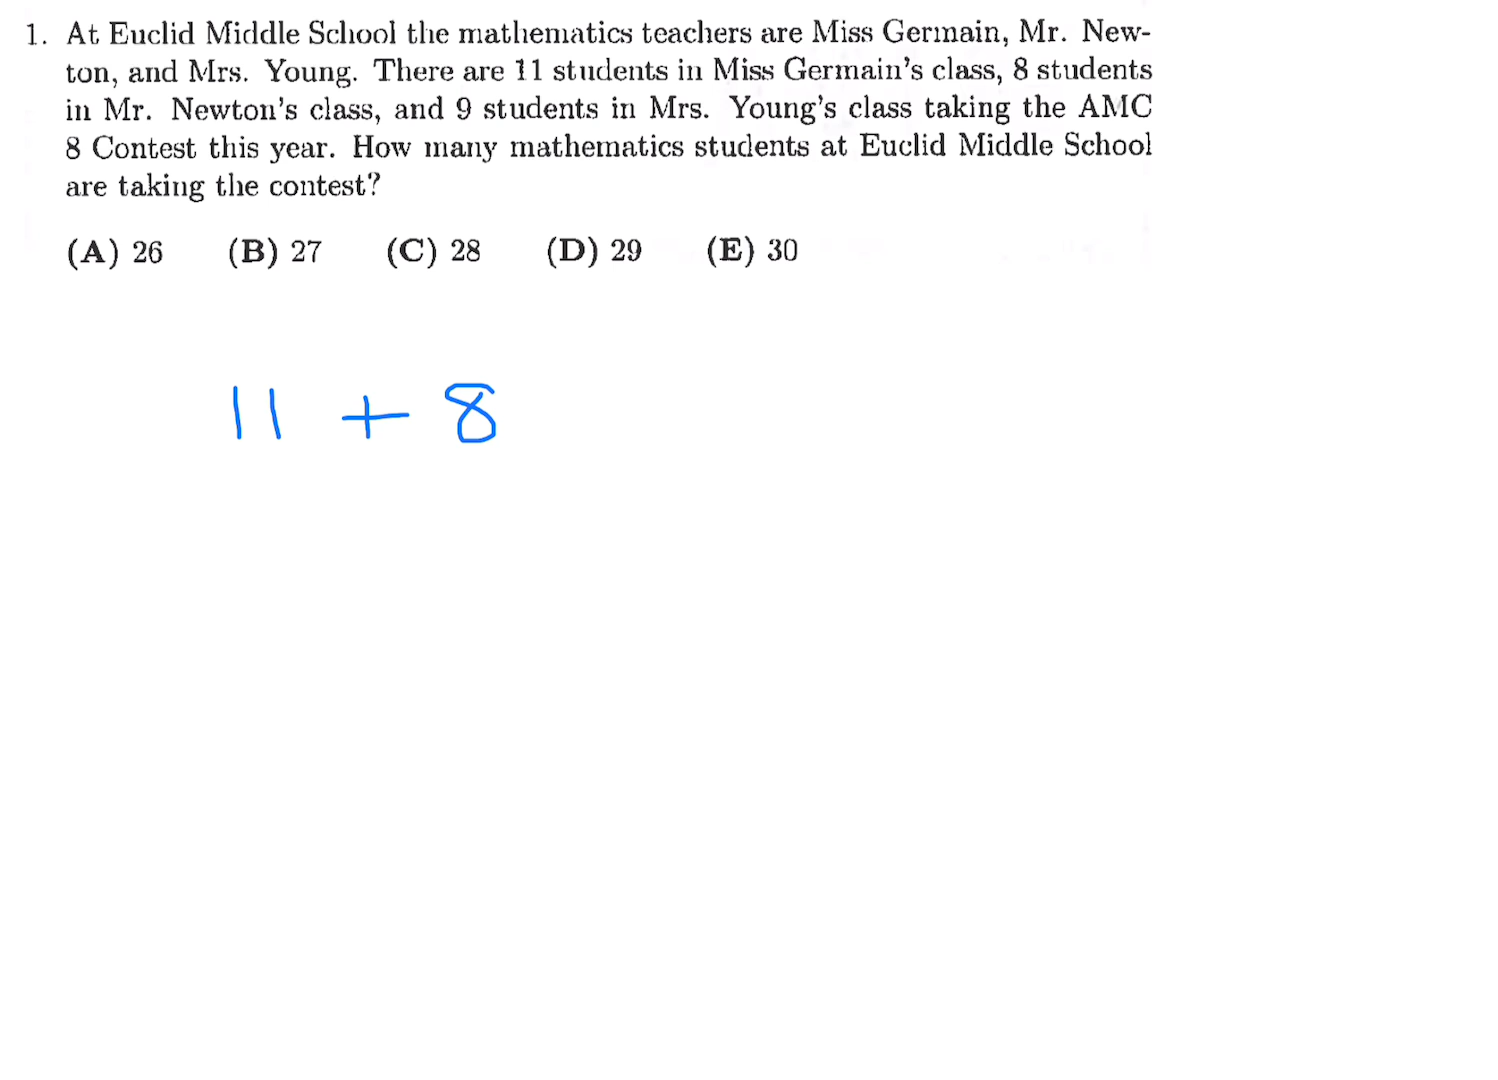 1. At Euclid Middle School the mathematics teachers are Miss Germain, Mr. New-
ton, and Mrs. Young. There are 11 students in Miss Germain's class, 8 students
in Mr. Newton's class, and 9 students in Mrs. Young's class taking the AMC
8 Contest this year. How many mathematics students at Euclid Middle School
are taking the contest?
(A) 26 (B) 27 (C) 28 (D) 29 (E) 30
11 + 8